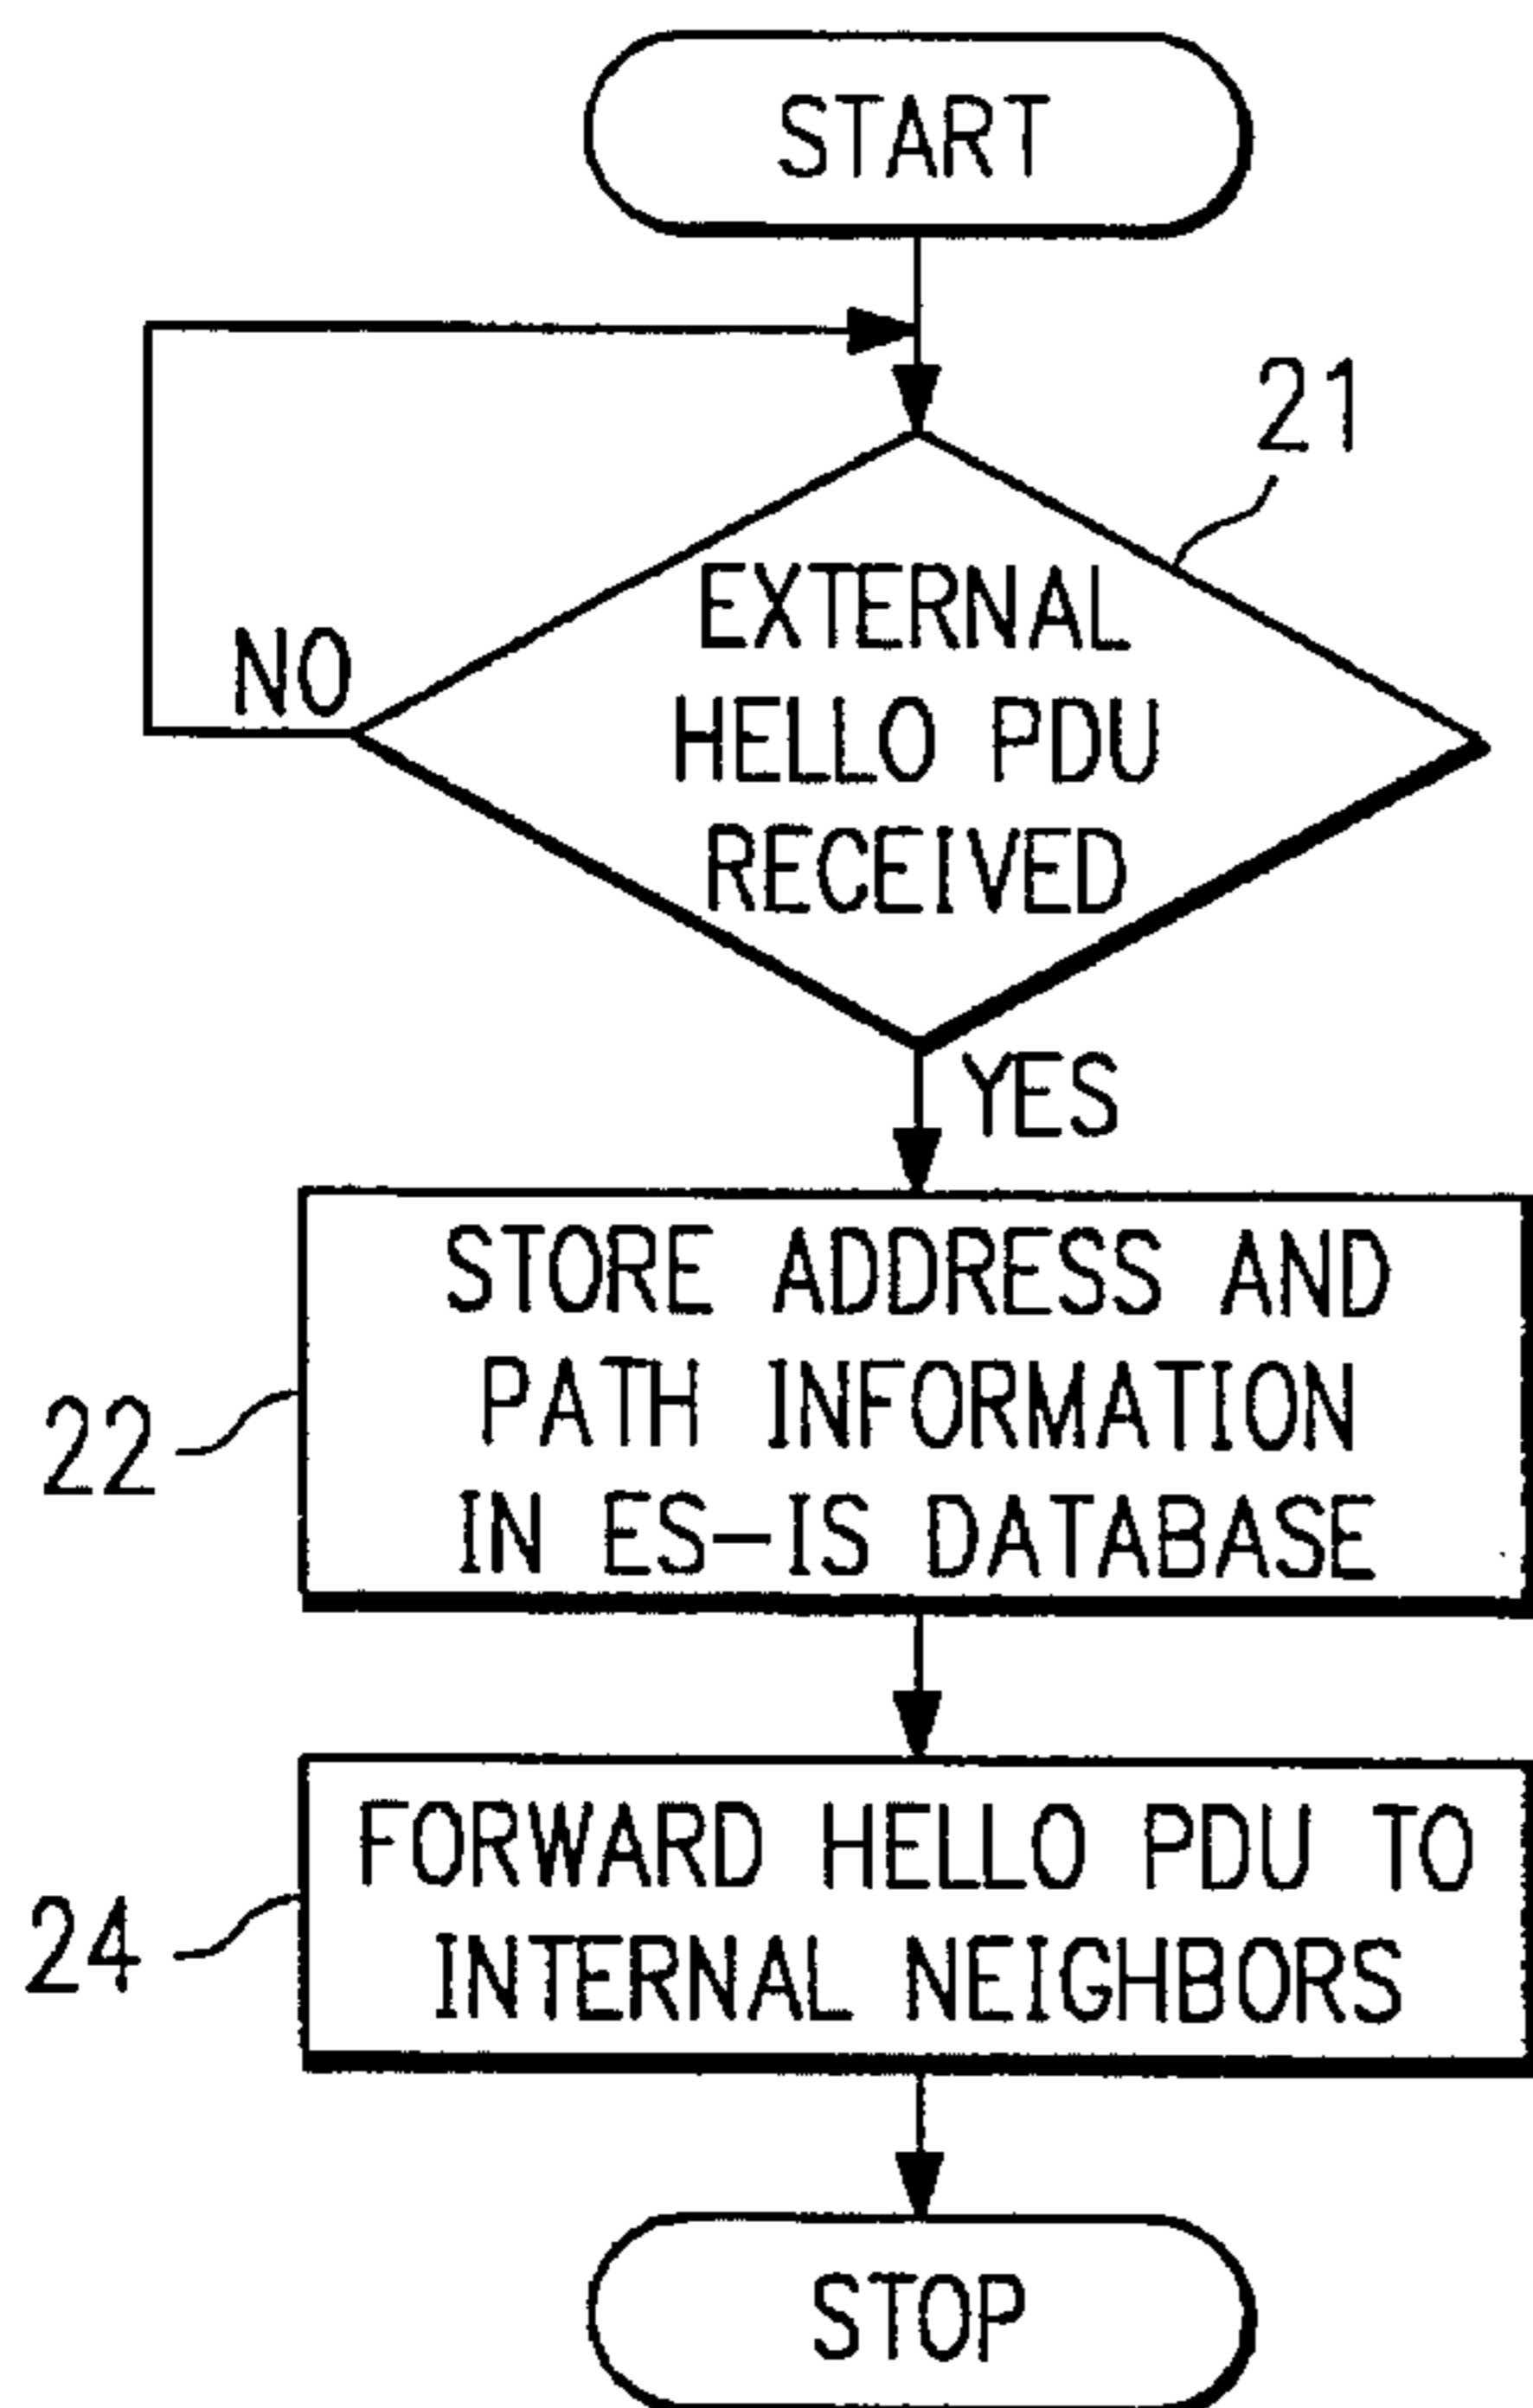 START
21
EXTERNAL
HELLO PDU
RECEIVED
NO
YES
STORE ADDRESS AND
PATH INFORMATION
IN ES-IS DATABASE
22
FORWARD HELLO PDU TO
INTERNAL NEIGHBORS
24
STOP